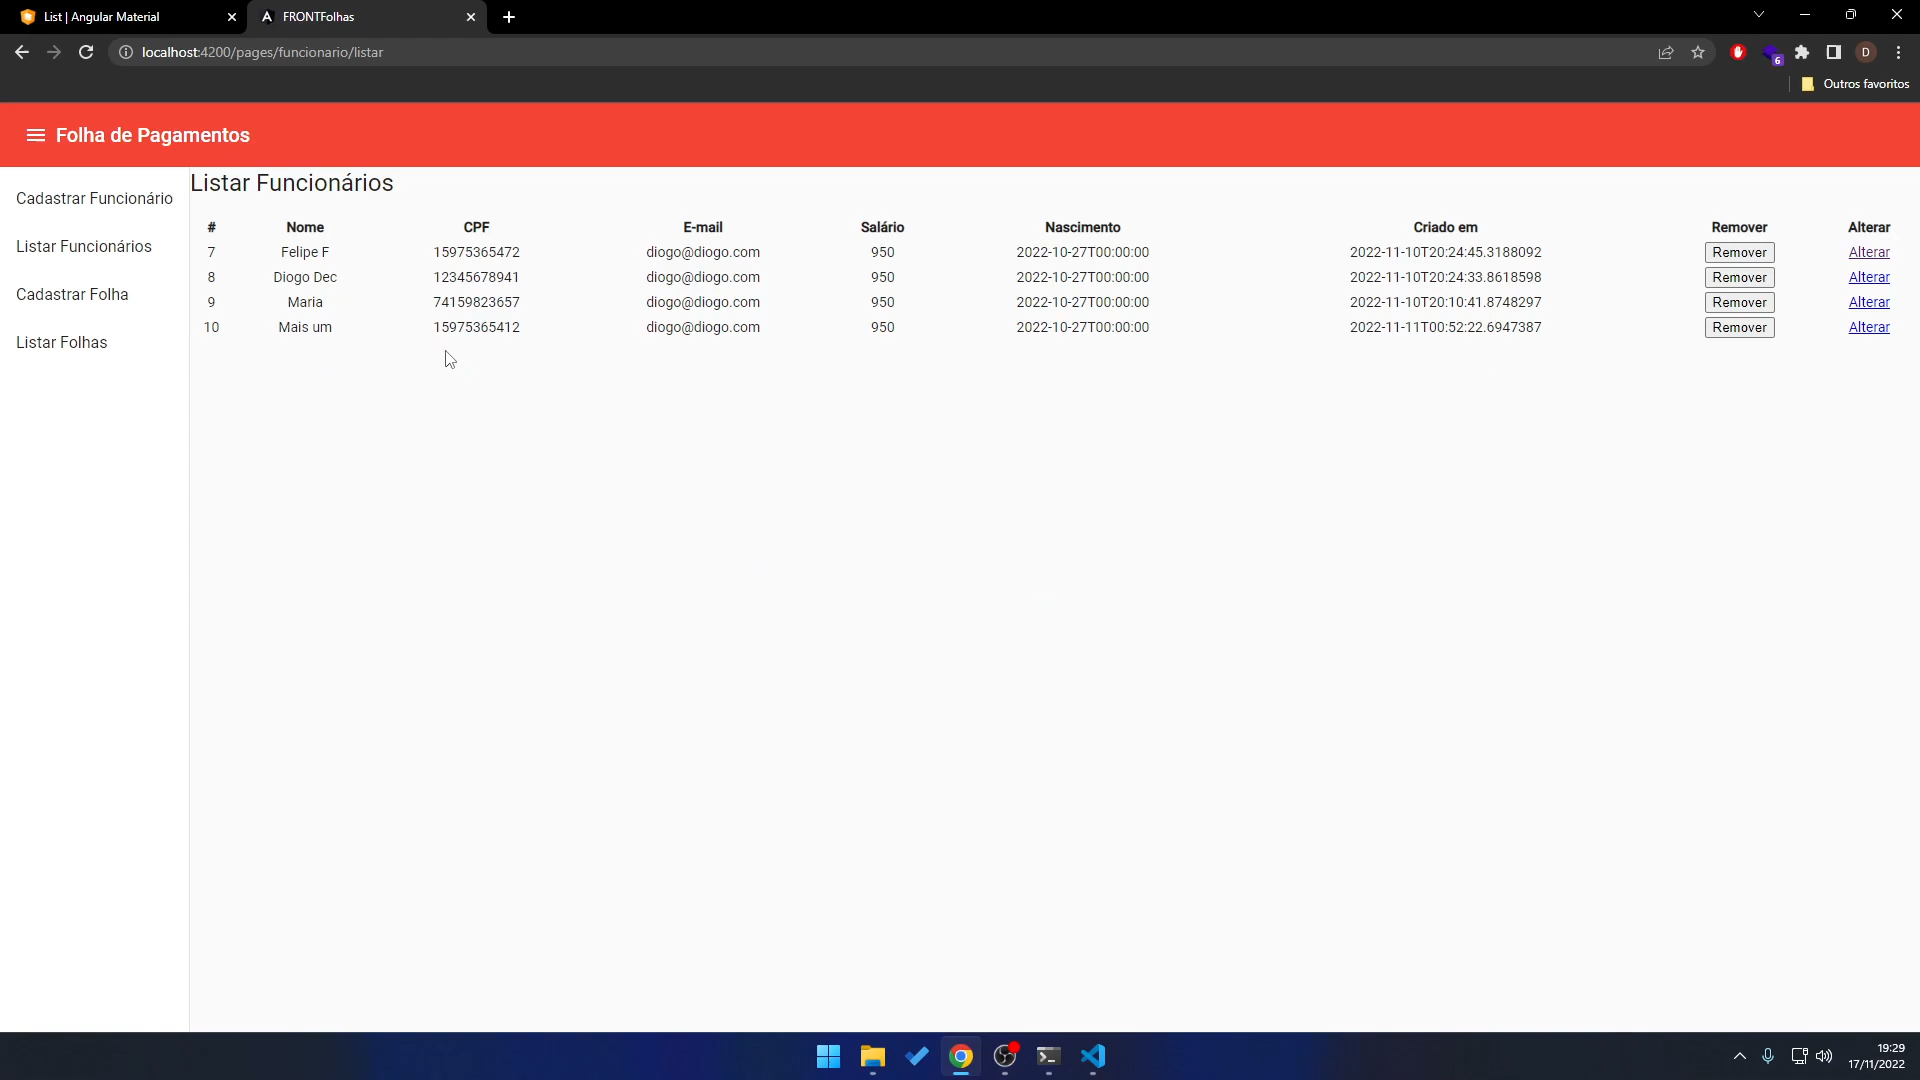 List | Angular Material
FRONTFolhas
localhost:4200/pages/funcionario/listar
6
D
Outros favoritos
Folha de Pagamentos
Cadastrar Funcionário
Listar Funcionários
Cadastrar Folha
Listar Folhas
Listar Funcionários
# Nome CPF E-mail Salário Nascimento Criado em Remover Alterar
7 Felipe F 15975365472 diogo@diogo.com 950 2022-10-27T00:00:00 2022-11-10T20:24:45.3188092 Remover Alterar
8 Diogo Dec 12345678941 diogo@diogo.com 950 2022-10-27T00:00:00 2022-11-10T20:24:33.8618598 Remover Alterar
9 Maria 74159823657 diogo@diogo.com 950 2022-10-27T00:00:00 2022-11-10T20:10:41.8748297 Remover Alterar
10 Mais um 15975365412 diogo@diogo.com 950 2022-10-27T00:00:00 2022-11-11T00:52:22.6947387 Remover Alterar
19:29
17/11/2022